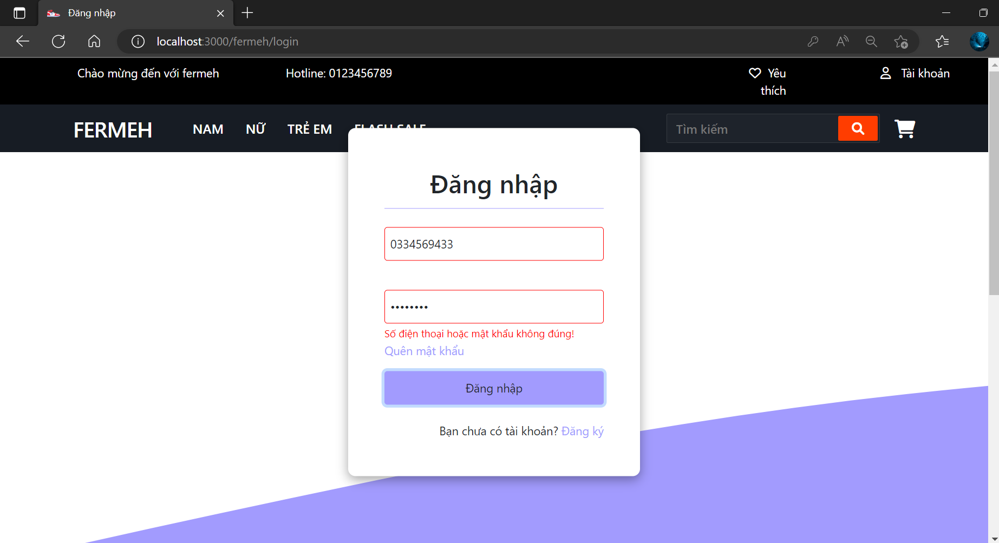 Đăng nhập
localhost:3000/fermeh/login
Chào mừng đến với fermeh
Hotline: 0123456789
Yêu
thích
Tài khoản
FERMEH
NAM
NỮ
TRẺ EM
FLASH SALE
Tìm kiếm
Đăng nhập
0334569433
••••••••
Số điện thoại hoặc mật khẩu không đúng!
Quên mật khẩu
Đăng nhập
Bạn chưa có tài khoản? Đăng ký